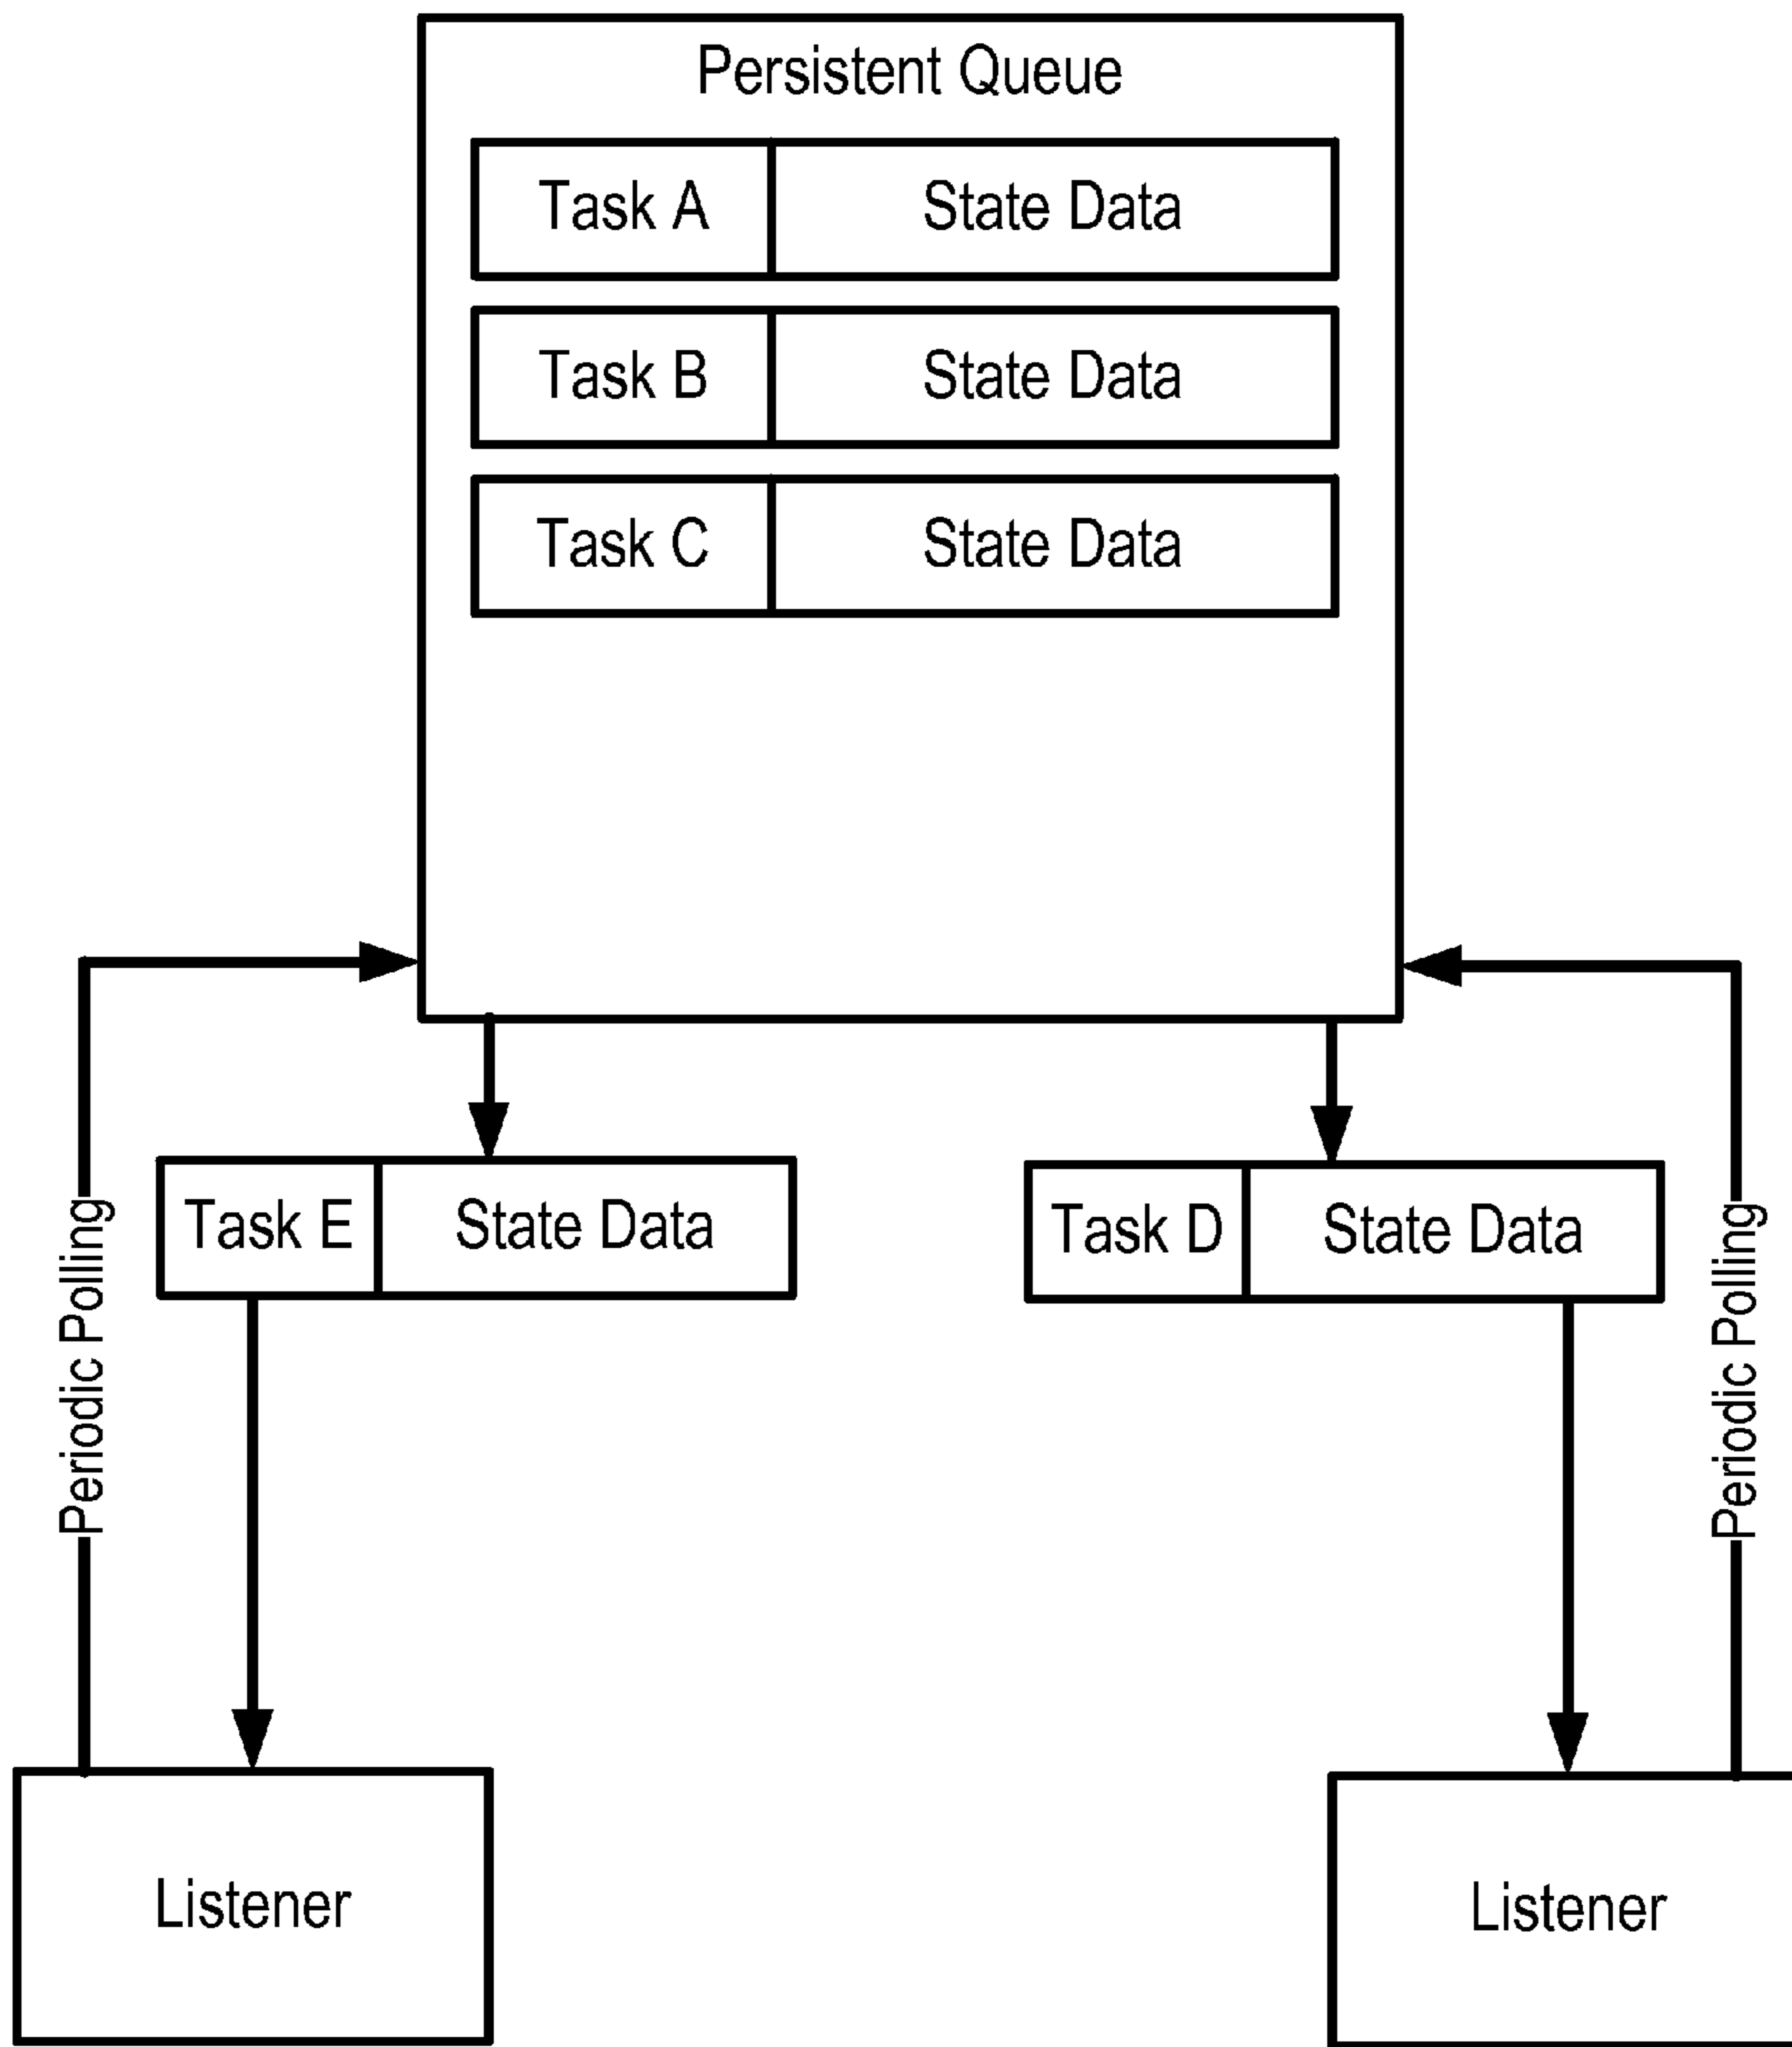 Persistent Queue
Task A State Data
Task B State Data
Task C State Data
Task E State Data
Task D State Data
Periodic Polling
Periodic Polling
Listener
Listener